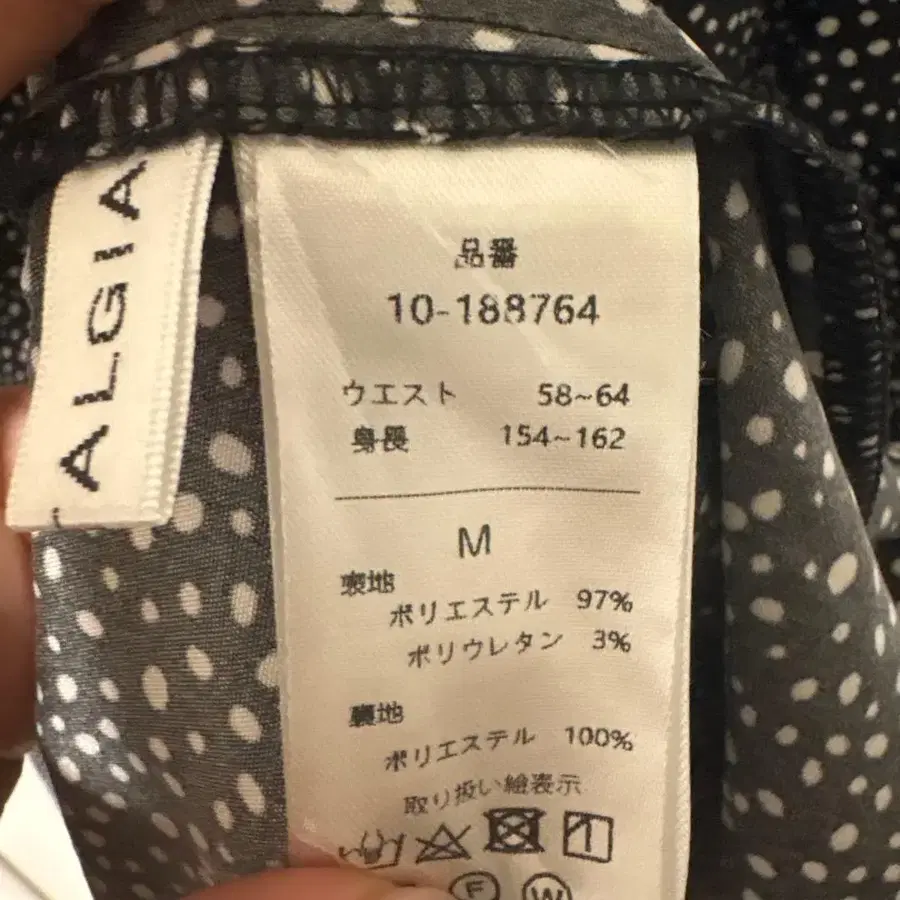 ALGIA
品番
10-188764
ウエスト 58~64
身長 154~162
M
表地
ポリエステル 97%
ポリウレタン 3%
裏地
ポリエステル 100%
取り扱い絵表示
F W